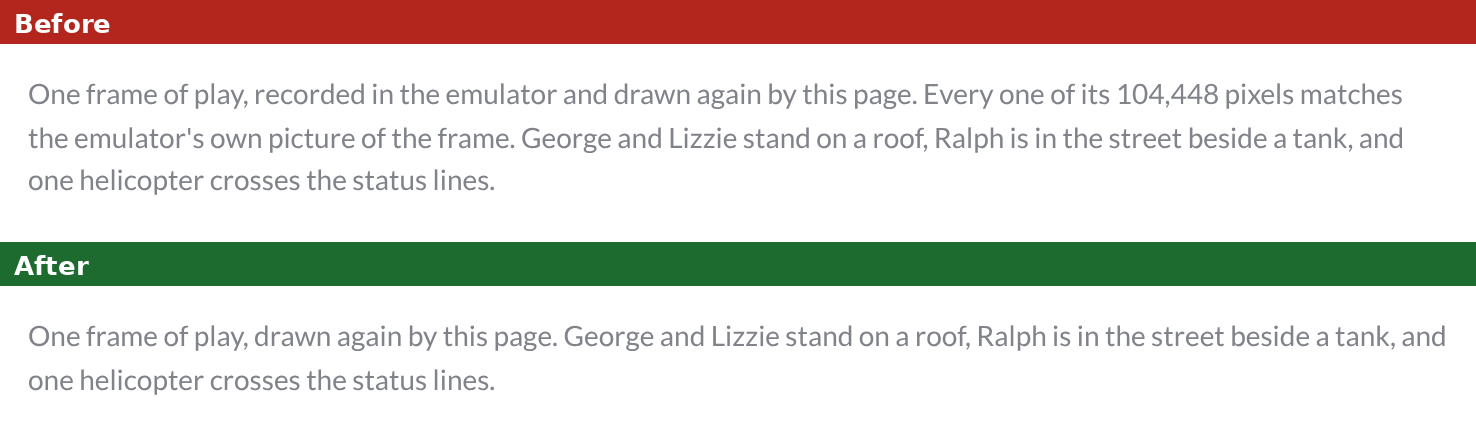 Before
One frame of play, recorded in the emulator and drawn again by this page. Every one of its 104,448 pixels matches
the emulator's own picture of the frame. George and Lizzie stand on a roof, Ralph is in the street beside a tank, and
one helicopter crosses the status lines.
After
One frame of play, drawn again by this page. George and Lizzie stand on a roof, Ralph is in the street beside a tank, and
one helicopter crosses the status lines.